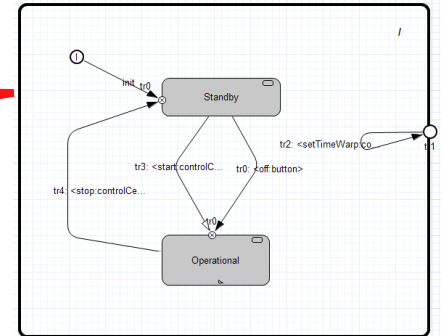 I
I
init
tr0
Standby
tr2: <setTimeWarp:co...
tr1
tr3: <start:controlC...
tr0: <off:button>
tr4: <stop:controlCe...
tr0
Operational